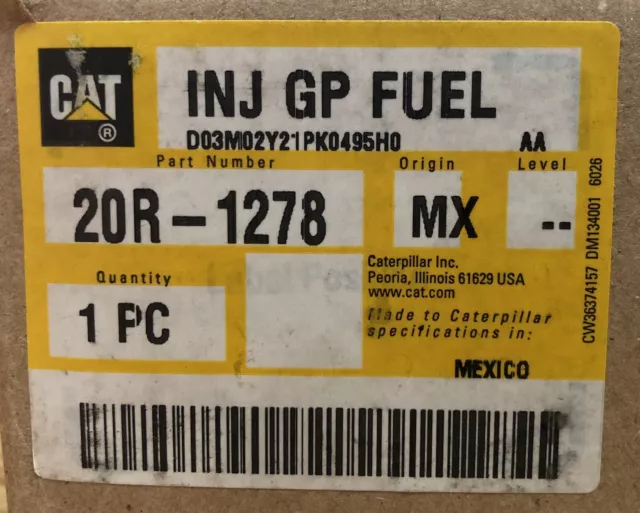 CAT
®
INJ GP FUEL
D03M02Y21PK0495H0 AA
Part Number Origin Level
20R-1278 MX --
Quantity
1 PC
Caterpillar Inc.
Peoria, Illinois 61629 USA
www.cat.com
Made to Caterpillar
specifications in:
MEXICO
CW36374157 DM134001 6026